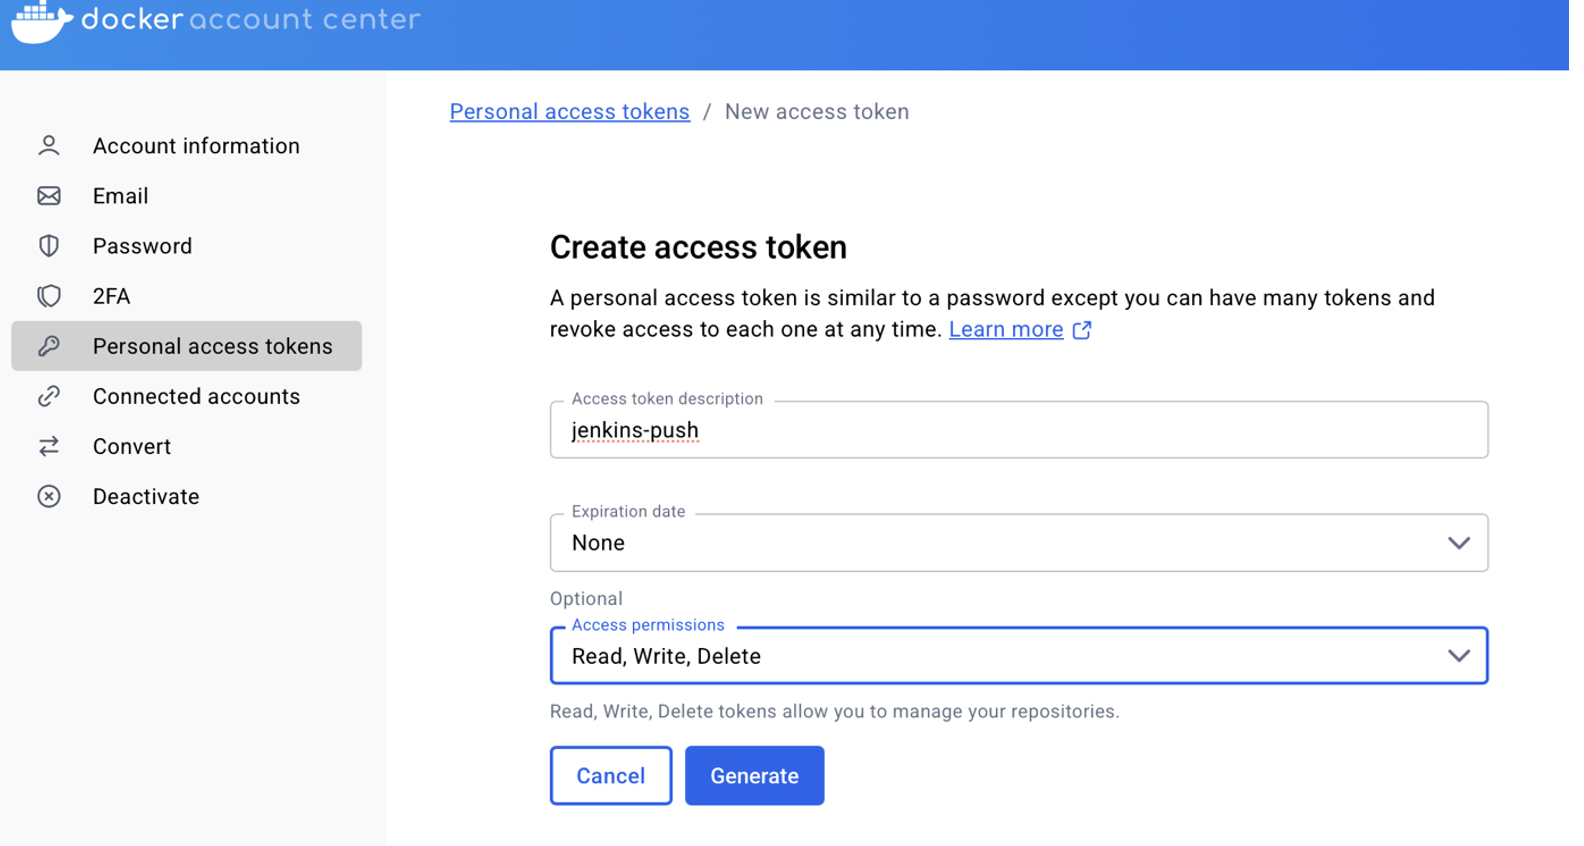 docker account center
Account information
Email
Password
2FA
Personal access tokens
Connected accounts
Convert
Deactivate
Personal access tokens / New access token
Create access token
A personal access token is similar to a password except you can have many tokens and
revoke access to each one at any time. Learn more
Access token description
jenkins-push
Expiration date
None
Optional
Access permissions
Read, Write, Delete
Read, Write, Delete tokens allow you to manage your repositories.
Cancel Generate